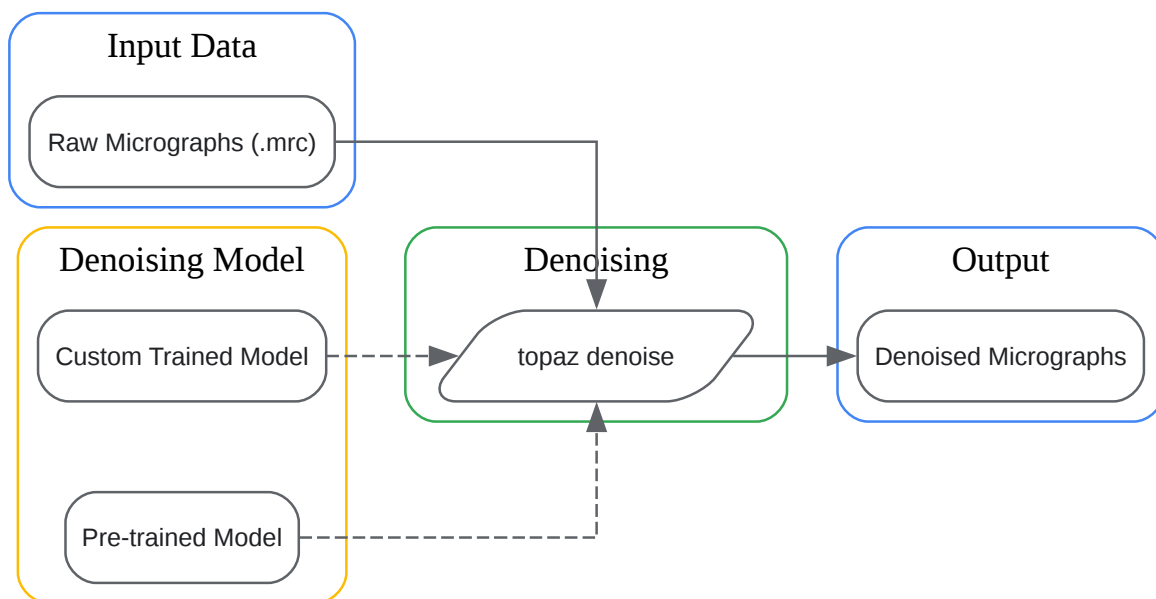 Input Data
Raw Micrographs (.mrc)
Denoising Model
Custom Trained Model
Pre-trained Model
Denoising
topaz denoise
Output
Denoised Micrographs